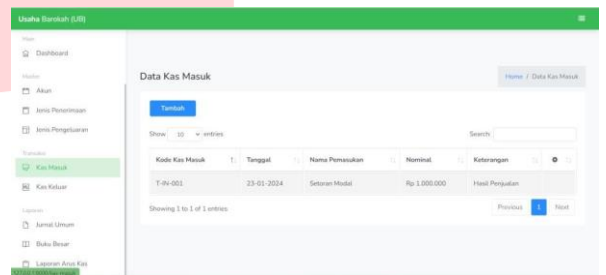 Usaha Barokah (UB)
Main
Dashboard
Master
Akun
Jenis Penerimaan
Jenis Pengeluaran
Transaksi
Kas Masuk
Kas Keluar
Laporan
Jurnal Umum
Buku Besar
Laporan Arus Kas
Data Kas Masuk
Home / Data Kas Masuk
Tambah
Show 10 entries
Search:
Kode Kas Masuk Tanggal Nama Pemasukan Nominal Keterangan
T-IN-001 23-01-2024 Setoran Modal Rp 1.000.000 Hasil Penjualan
Showing 1 to 1 of 1 entries
Previous 1 Next